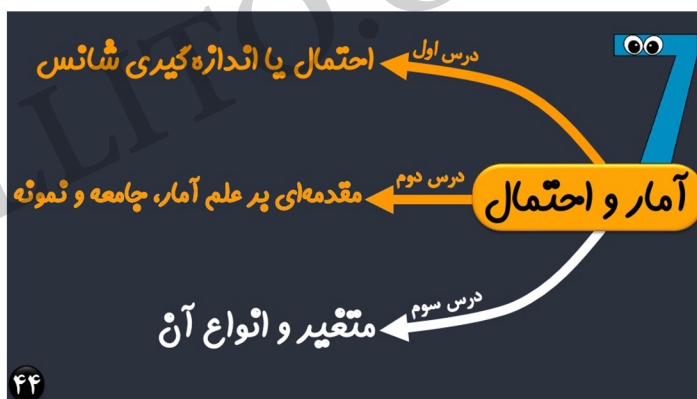 7
درس اول
احتمال یا اندازه‌گیری شانس
آمار و احتمال
درس دوم
مقدمه‌ای بر علم آمار، جامعه و نمونه
درس سوم
متغیر و انواع آن
۴۴